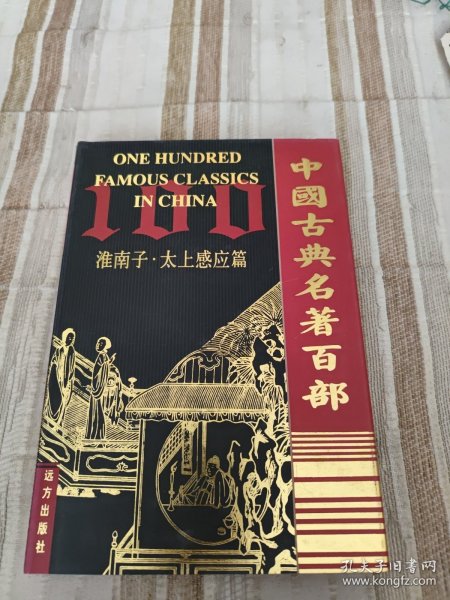 ONE HUNDRED
FAMOUS CLASSICS
IN CHINA
100
淮南子·太上感应篇
中國古典名著百部
远方出版社
孔夫子旧书网
www.kongfz.com